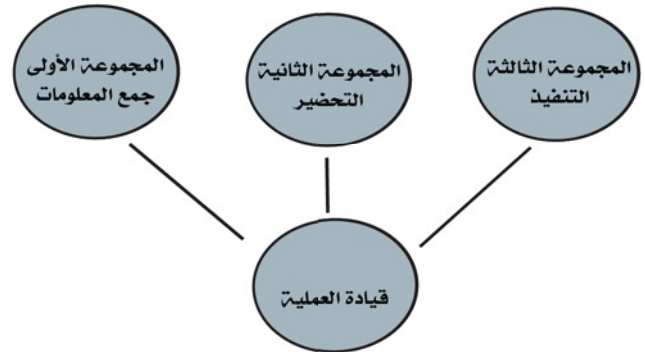 المجموعة الأولى
جمع المعلومات
المجموعة الثانية
التحضير
المجموعة الثالثة
التنفيذ
قيادة العملية